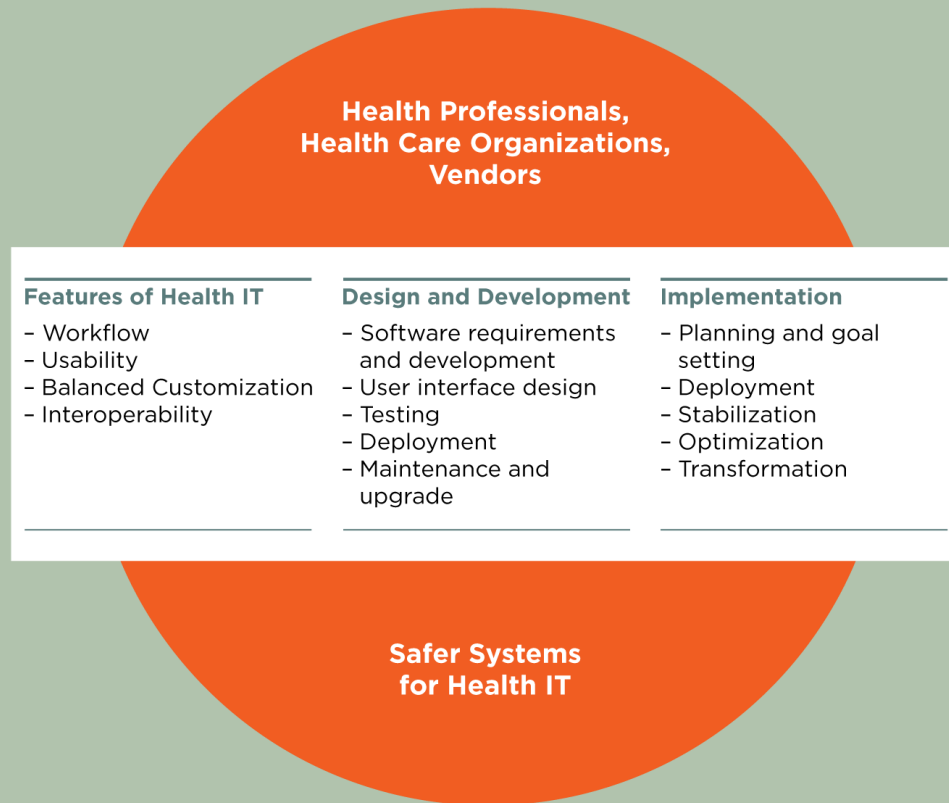 Health Professionals,
Health Care Organizations,
Vendors
Features of Health IT
– Workflow
– Usability
– Balanced Customization
– Interoperability
Design and Development
– Software requirements
and development
– User interface design
– Testing
– Deployment
– Maintenance and
upgrade
Implementation
– Planning and goal
setting
– Deployment
– Stabilization
– Optimization
– Transformation
Safer Systems
for Health IT